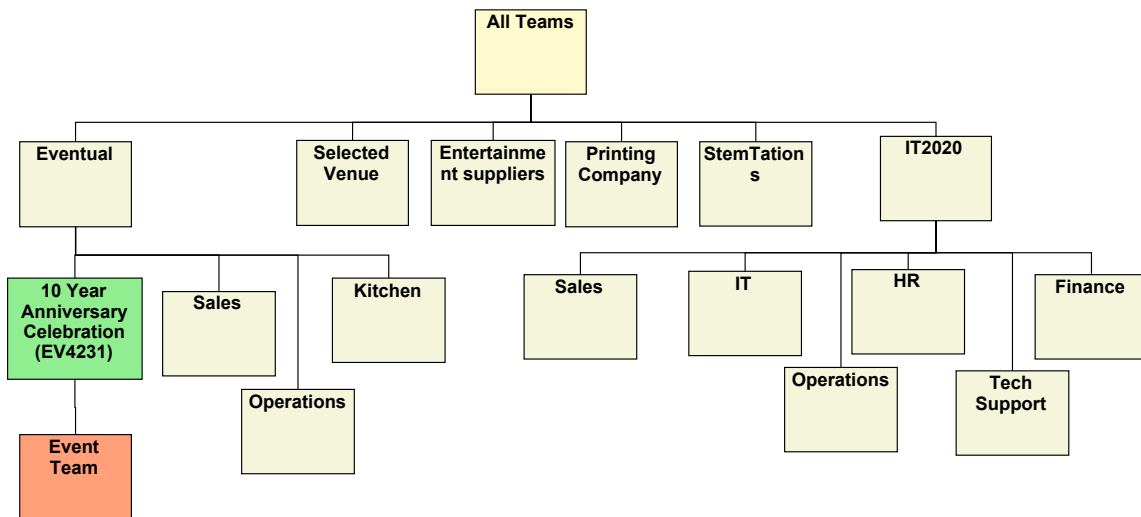 All Teams
Eventual
Selected
Venue
Entertainme
nt suppliers
Printing
Company
StemTation
s
IT2020
10 Year
Anniversary
Celebration
(EV4231)
Sales
Operations
Kitchen
Sales
IT
Operations
HR
Tech
Support
Finance
Event
Team